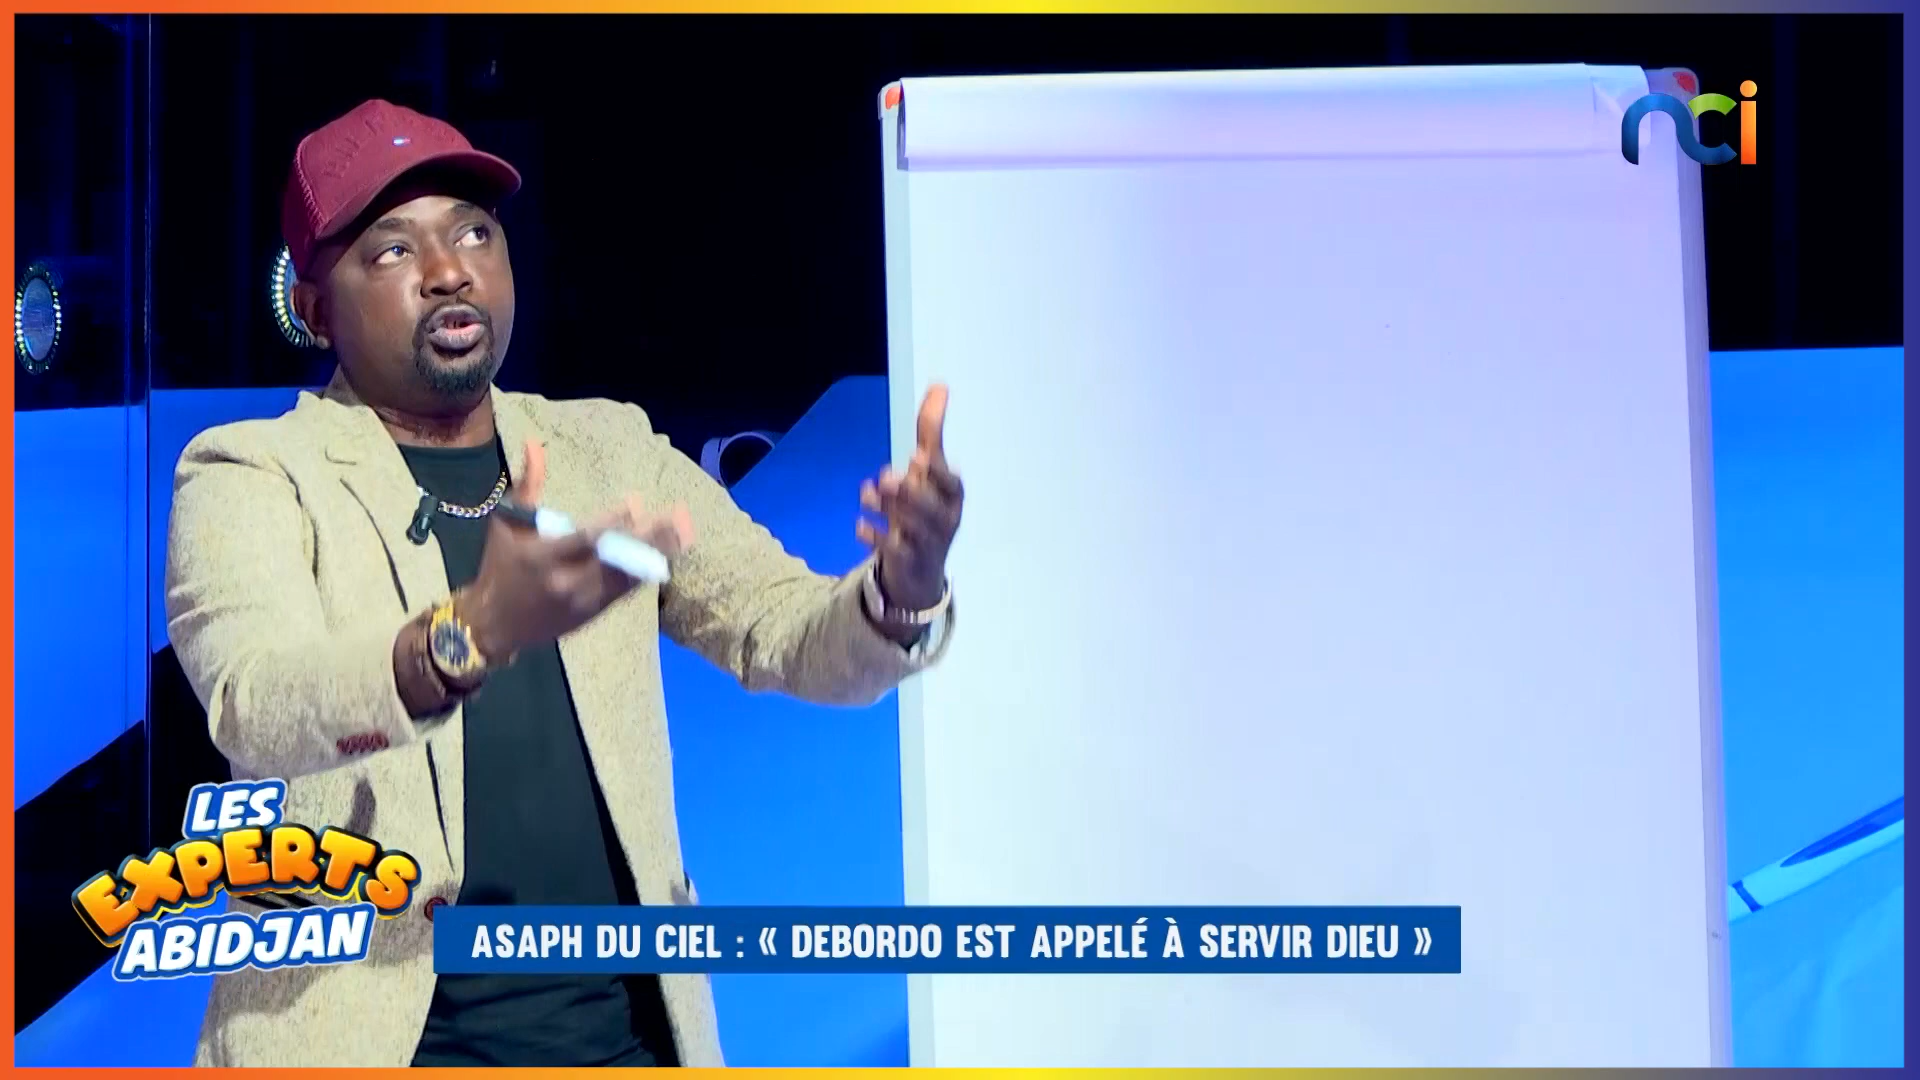 nci
LES
EXPERTS
ABIDJAN
ASAPH DU CIEL : « DEBORDO EST APPELÉ À SERVIR DIEU »